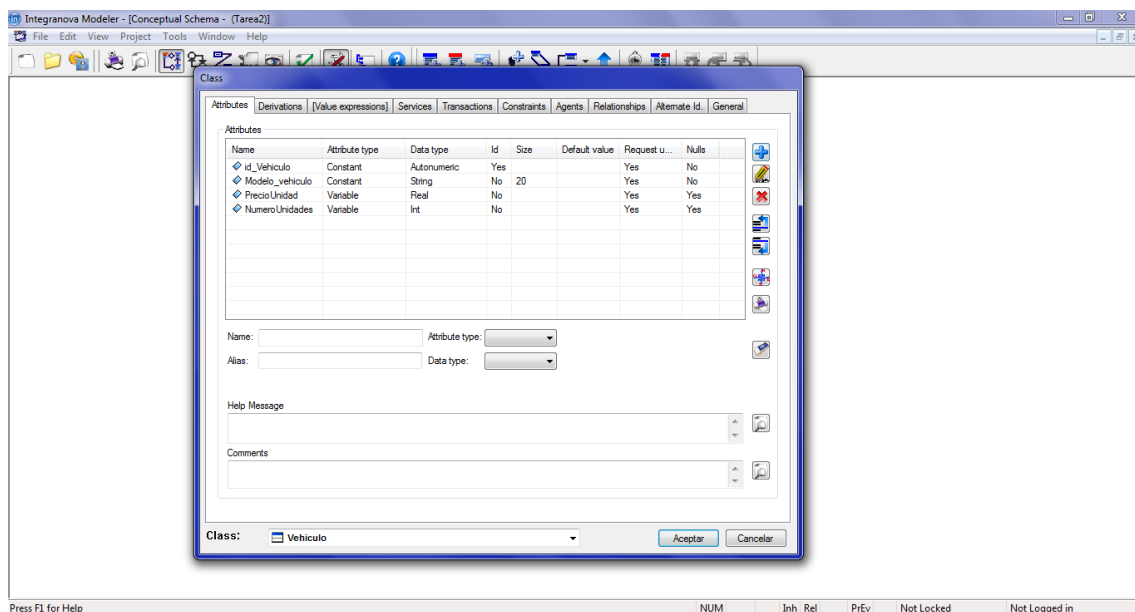 Integranova Modeler - [Conceptual Schema - (Tarea2)]
File Edit View Project Tools Window Help
Class
Attributes Derivations [Value expressions] Services Transactions Constraints Agents Relationships Alternate Id. General
Attributes
Name Attribute type Data type Id Size Default value Request u... Nulls
id_Vehiculo Constant Autonumeric Yes Yes No
Modelo_vehiculo Constant String No 20 Yes No
PrecioUnidad Variable Real No Yes Yes
NumeroUnidades Variable Int No Yes Yes
Name: Attribute type:
Alias: Data type:
Help Message
Comments
Class: Vehiculo Aceptar Cancelar
Press F1 for Help NUM Inh Rel PrEv Not Locked Not Logged in